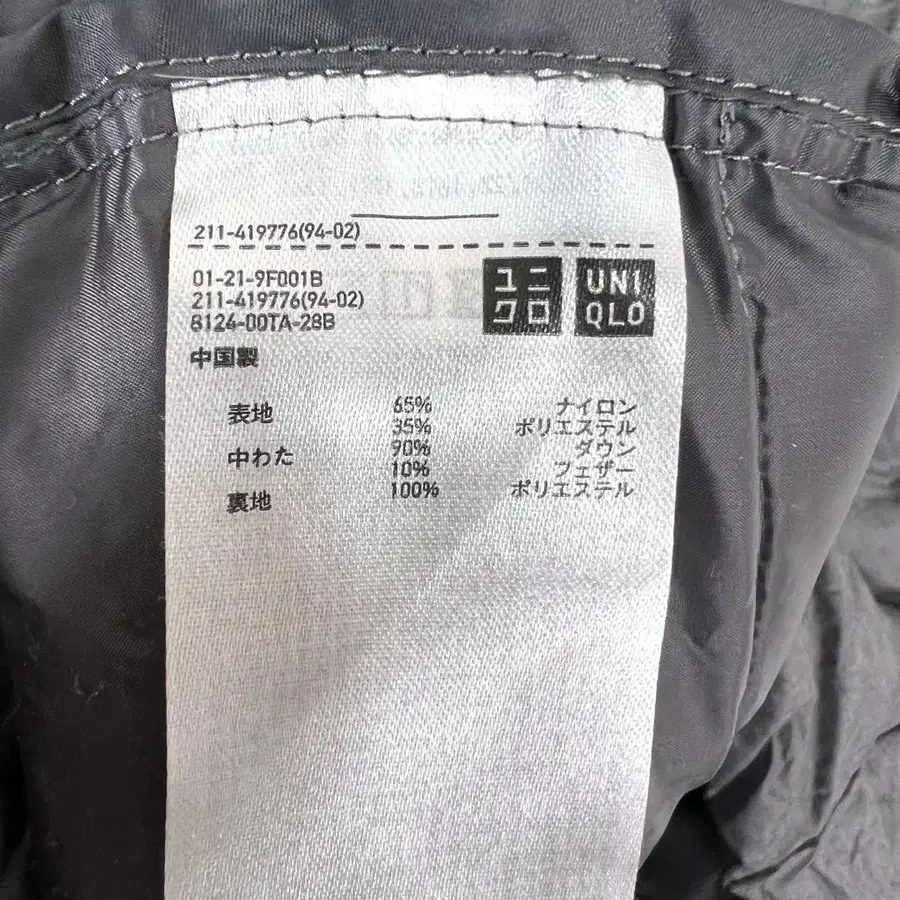 211-419776(94-02)
01-21-9F001B
211-419776(94-02)
8124-00TA-28B
中国製
ユニ
クロ
UNI
QLO
表地 65% ナイロン
35% ポリエステル
中わた 90% ダウン
10% フェザー
裏地 100% ポリエステル